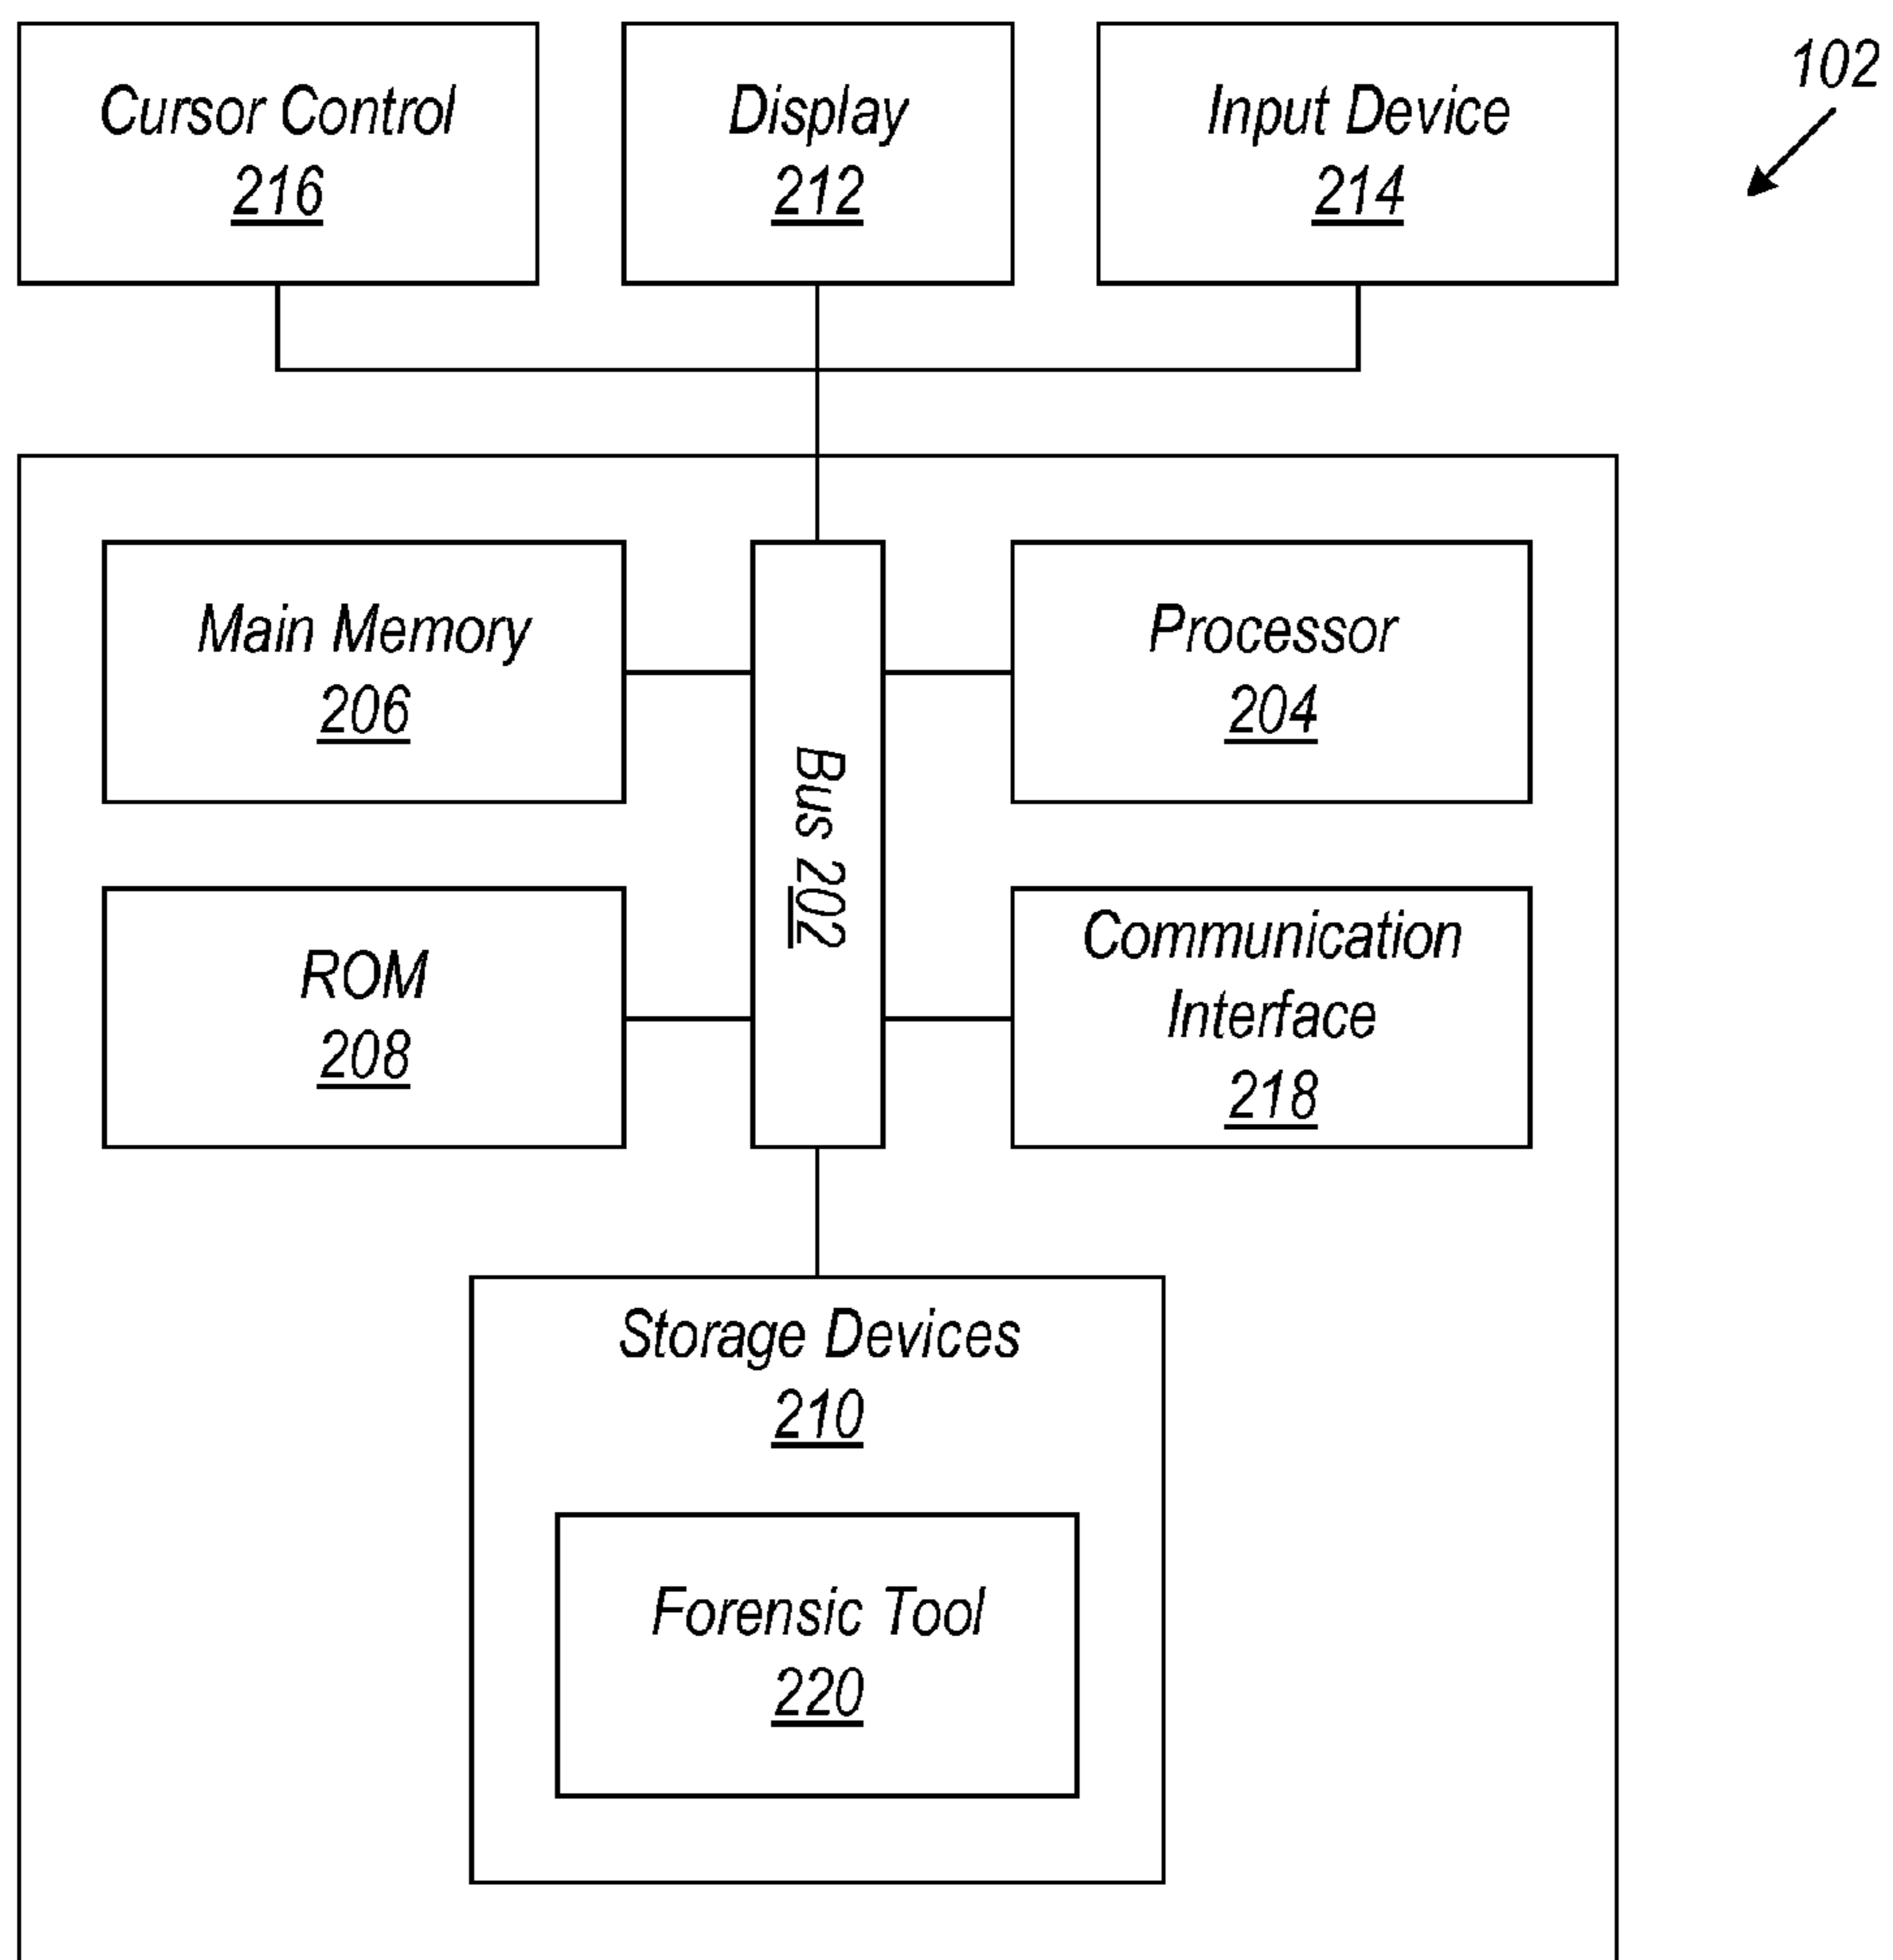 Cursor Control
216
Display
212
Input Device
214
102
Main Memory
206
Bus 202
Processor
204
ROM
208
Communication
Interface
218
Storage Devices
210
Forensic Tool
220